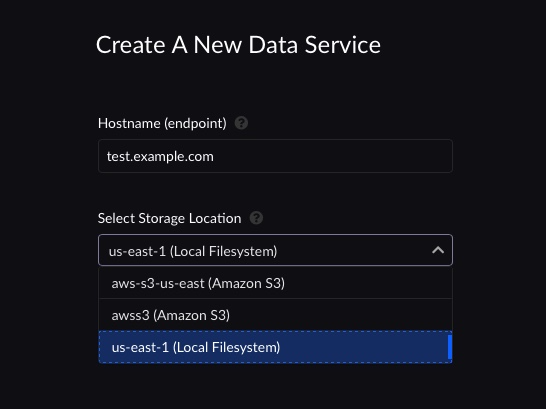 Create A New Data Service
Hostname (endpoint) ?
test.example.com
Select Storage Location ?
us-east-1 (Local Filesystem)
aws-s3-us-east (Amazon S3)
awss3 (Amazon S3)
us-east-1 (Local Filesystem)